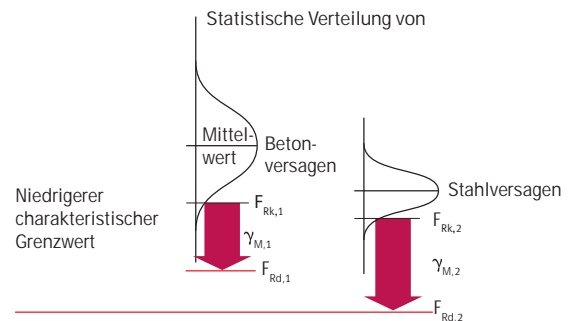 Statistische Verteilung von
Mittel-
wert
Beton-
versagen
Stahlversagen
Niedrigerer
charakteristischer
Grenzwert
F_Rk,1
F_Rk,2
γ_M,1
γ_M,2
F_Rd,1
F_Rd.2